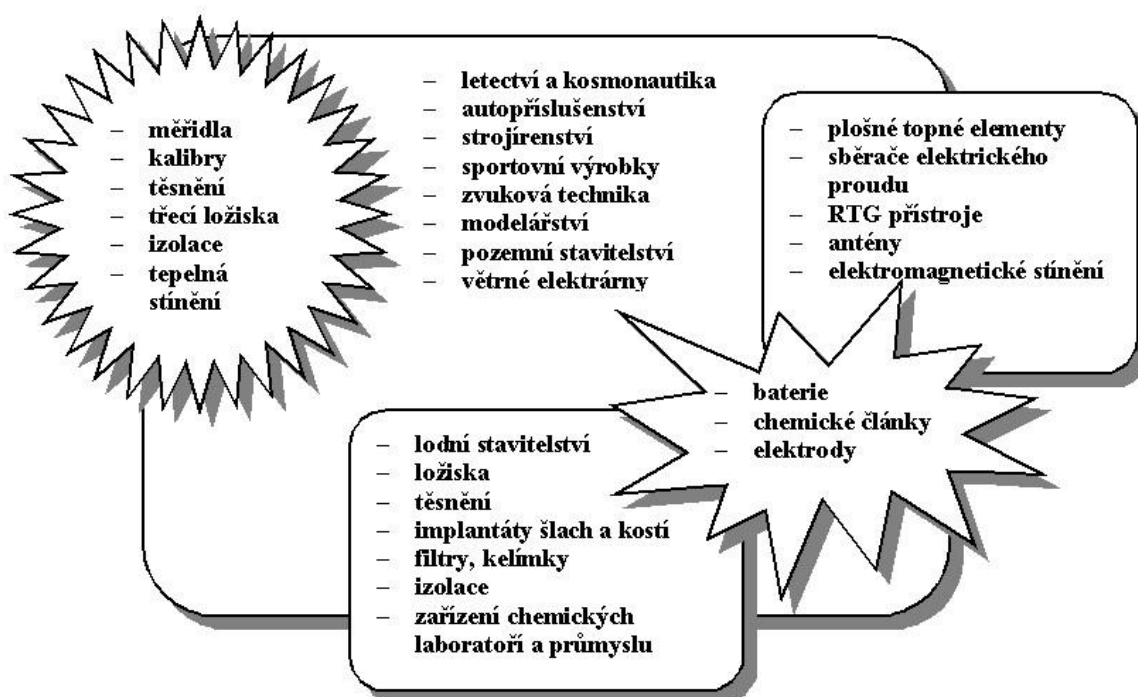 – měřidla
– kalibry
– těsnění
– třecí ložiska
– izolace
– tepelná
stínění
– letectví a kosmonautika
– autopříslušenství
– strojírenství
– sportovní výrobky
– zvuková technika
– modelářství
– pozemní stavitelství
– větrné elektrárny
– plošné topné elementy
– sběrače elektrického
proudu
– RTG přístroje
– antény
– elektromagnetické stínění
– baterie
– chemické články
– elektrody
– lodní stavitelství
– ložiska
– těsnění
– implantáty šlach a kostí
– filtry, kelímky
– izolace
– zařízení chemických
laboratoří a průmyslu